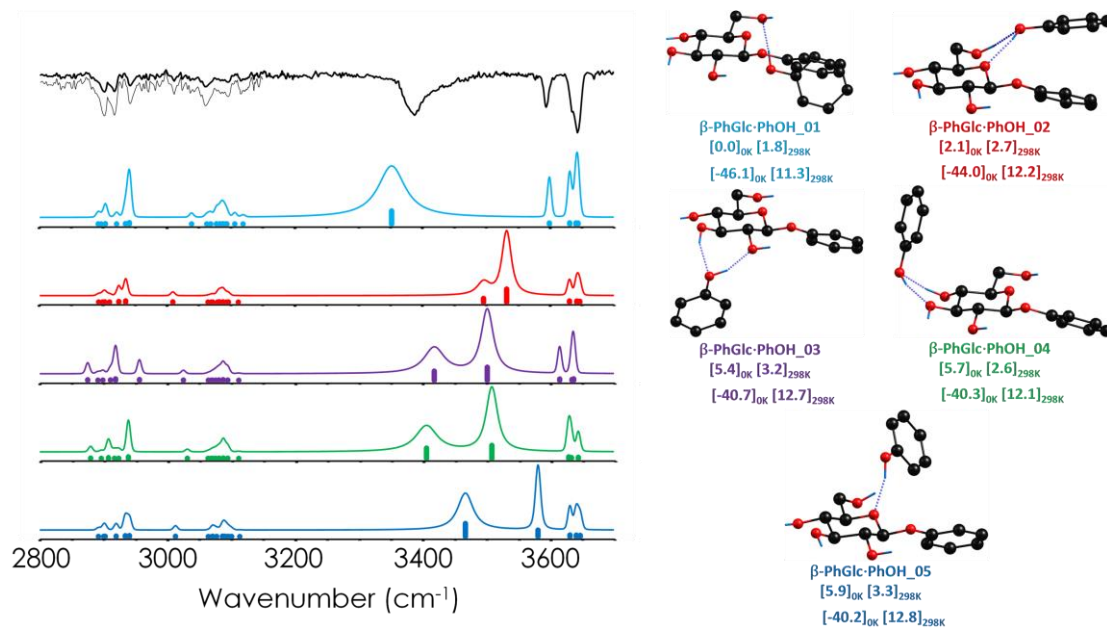 2800
3000
3200
3400
3600
Wavenumber (cm⁻¹)
β-PhGlc·PhOH_01
[0.0]₀K [1.8]₂₉₈K
[-46.1]₀K [11.3]₂₉₈K
β-PhGlc·PhOH_02
[2.1]₀K [2.7]₂₉₈K
[-44.0]₀K [12.2]₂₉₈K
β-PhGlc·PhOH_03
[5.4]₀K [3.2]₂₉₈K
[-40.7]₀K [12.7]₂₉₈K
β-PhGlc·PhOH_04
[5.7]₀K [2.6]₂₉₈K
[-40.3]₀K [12.1]₂₉₈K
β-PhGlc·PhOH_05
[5.9]₀K [3.3]₂₉₈K
[-40.2]₀K [12.8]₂₉₈K